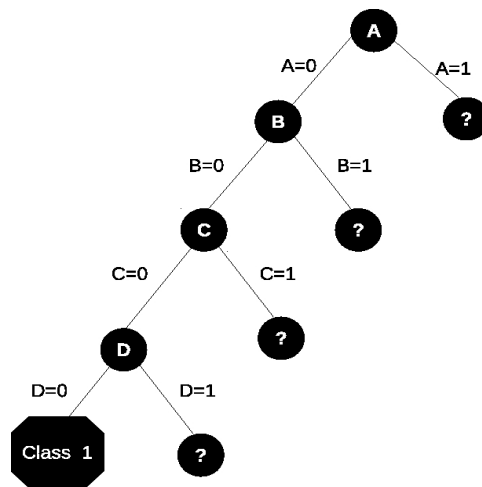 A
A=0
A=1
B
?
B=0
B=1
C
?
C=0
C=1
D
?
D=0
D=1
Class 1
?